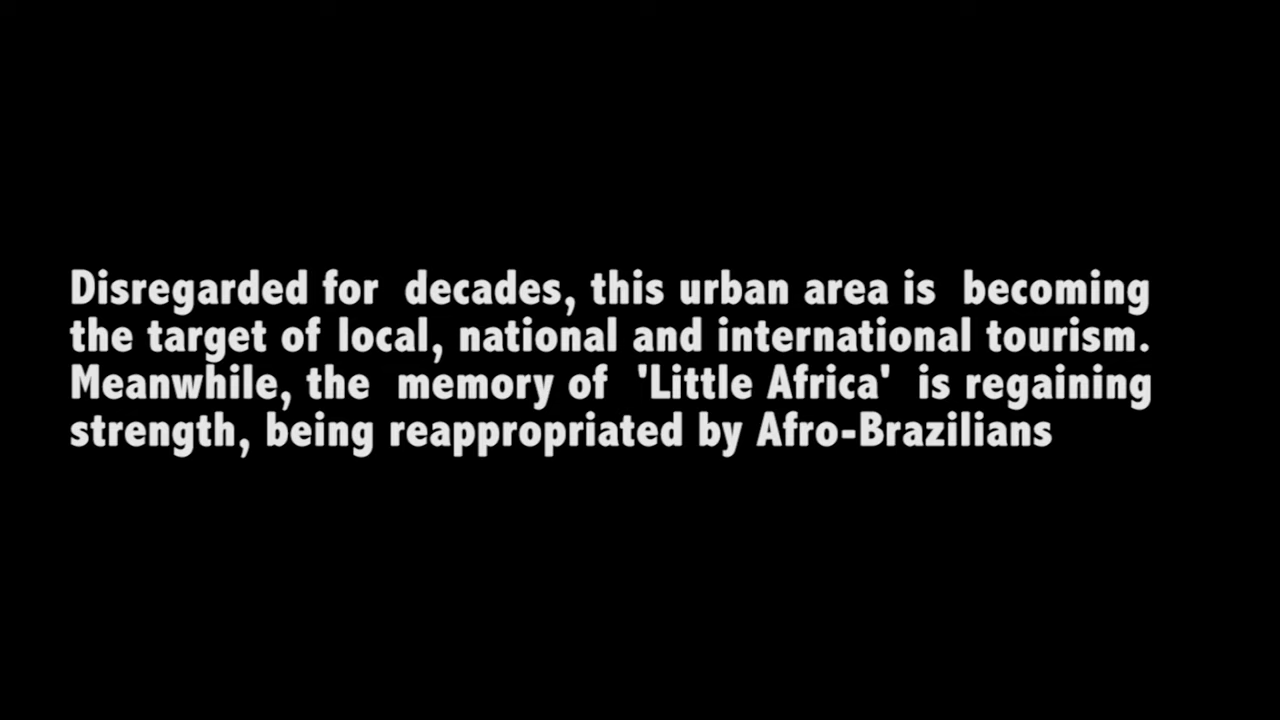 Disregarded for decades, this urban area is becoming
the target of local, national and international tourism.
Meanwhile, the memory of 'Little Africa' is regaining
strength, being reappropriated by Afro-Brazilians